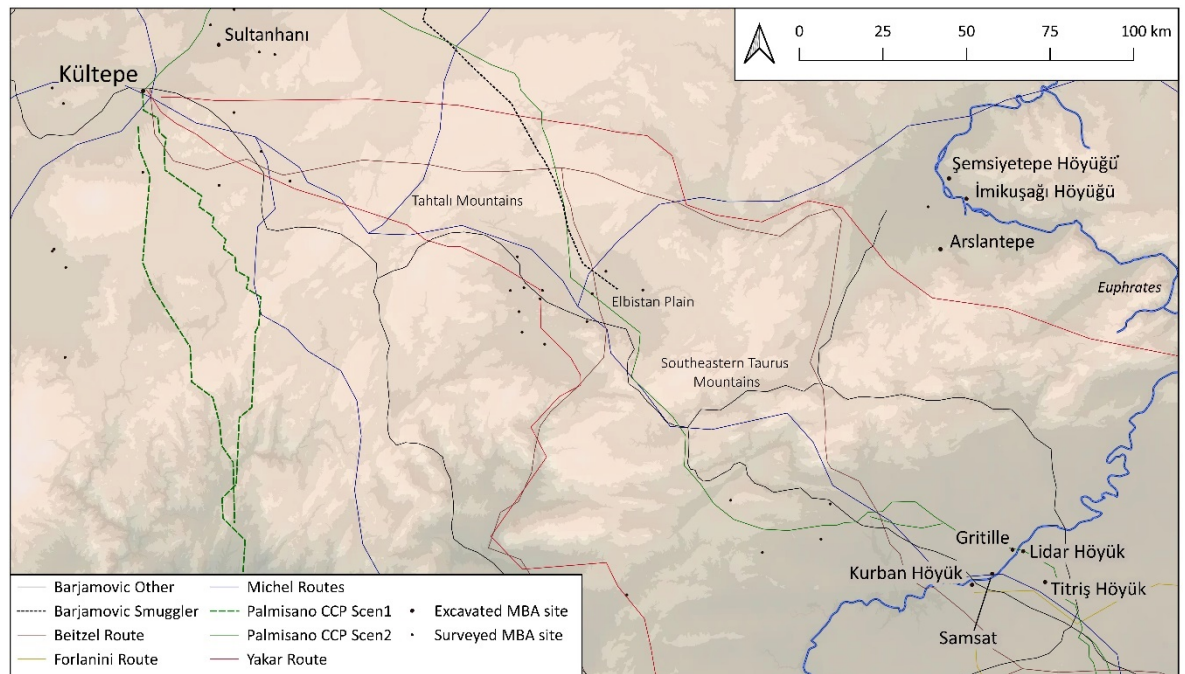 Sultanhanı
Kültepe
0 25 50 75 100 km
Şemsiyetepe Höyüğü
İmikuşağı Höyüğü
Tahtalı Mountains
Arslantepe
Euphrates
Elbistan Plain
Southeastern Taurus
Mountains
Gritille
Lidar Höyük
Kurban Höyük
Titriş Höyük
Samsat
Barjamovic Other
Barjamovic Smuggler
Beitzel Route
Forlanini Route
Michel Routes
Palmisano CCP Scen1
Palmisano CCP Scen2
Yakar Route
Excavated MBA site
Surveyed MBA site